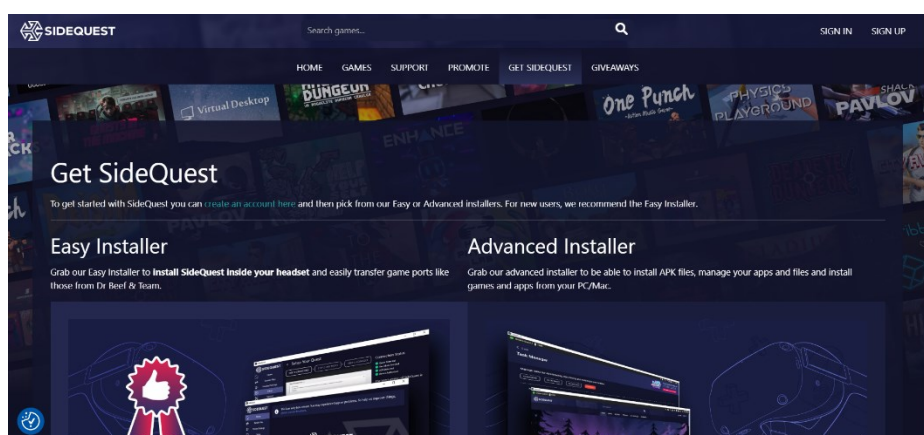 SIDEQUEST
Search games...
SIGN IN SIGN UP
HOME GAMES SUPPORT PROMOTE GET SIDEQUEST GIVEAWAYS
Virtual Desktop
DUNGEON
One Punch
PHYSICS
PLAYGROUND
PAVLOV
SHACK
ENHANCE
Get SideQuest
To get started with SideQuest you can create an account here and then pick from our Easy or Advanced installers. For new users, we recommend the Easy Installer.
Easy Installer
Advanced Installer
Grab our Easy Installer to install SideQuest inside your headset and easily transfer game ports like
those from Dr Beef & Team.
Grab our advanced installer to be able to install APK files, manage your apps and files and install
games and apps from your PC/Mac.